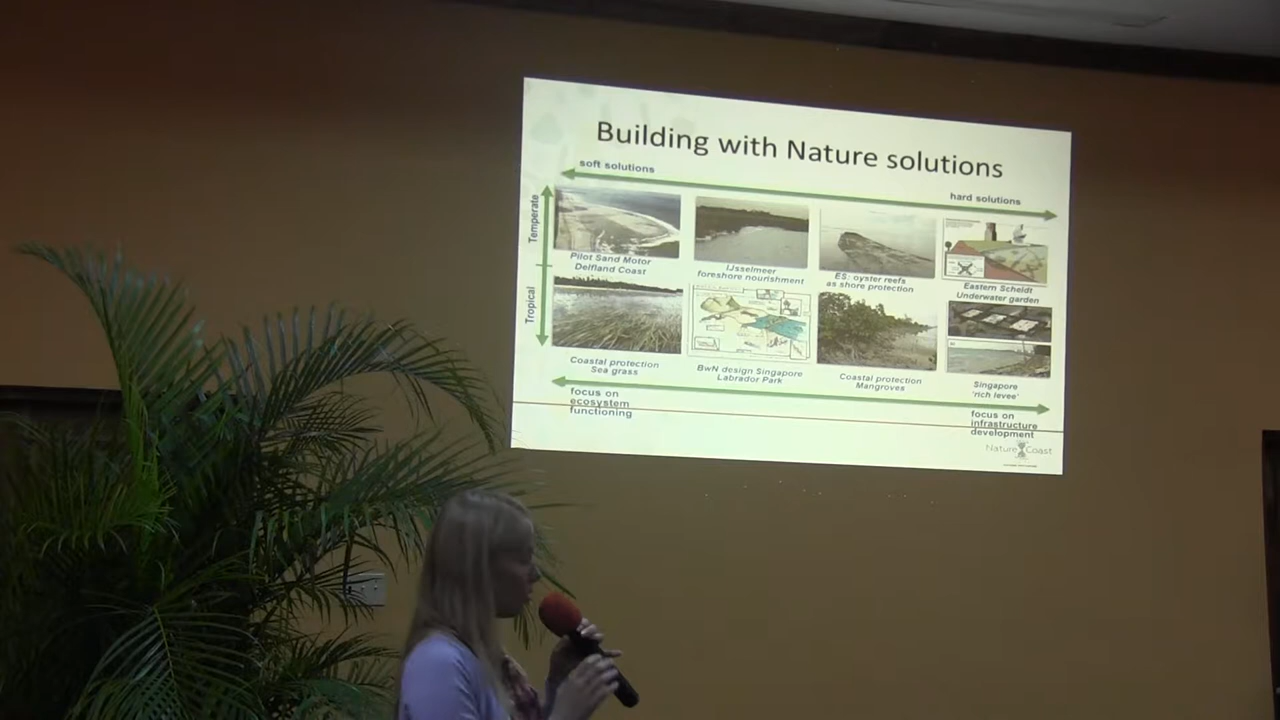 Building with Nature solutions
soft solutions
hard solutions
Temperate
Tropical
Pilot Sand Motor
Delfland Coast
IJsselmeer
foreshore nourishment
ES: oyster reefs
as shore protection
Eastern Scheldt
Underwater garden
Coastal protection
Sea grass
BwN design Singapore
Labrador Park
Coastal protection
Mangroves
Singapore
'rich levee'
focus on
ecosystem
functioning
focus on
infrastructure
development
Nature Coast